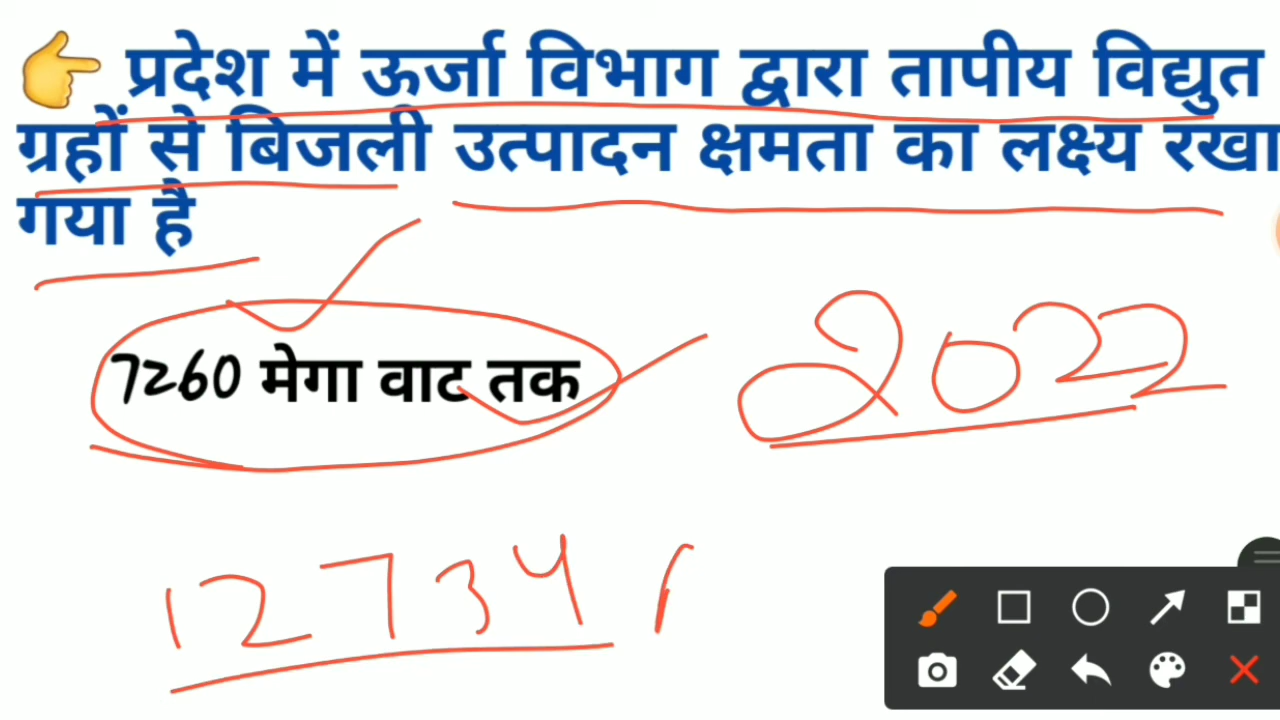 👉 प्रदेश में ऊर्जा विभाग द्वारा तापीय विद्युत
ग्रहों से बिजली उत्पादन क्षमता का लक्ष्य रखा
गया है
7260 मेगा वाट तक
2022
12734